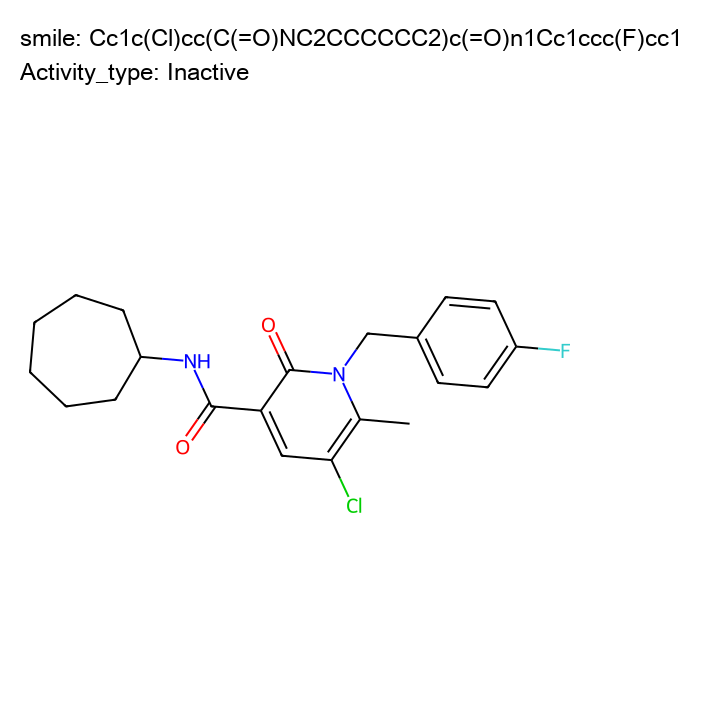 smile: Cc1c(Cl)cc(C(=O)NC2CCCCCC2)c(=O)n1Cc1ccc(F)cc1
Activity_type: Inactive
O
N
F
NH
O
Cl